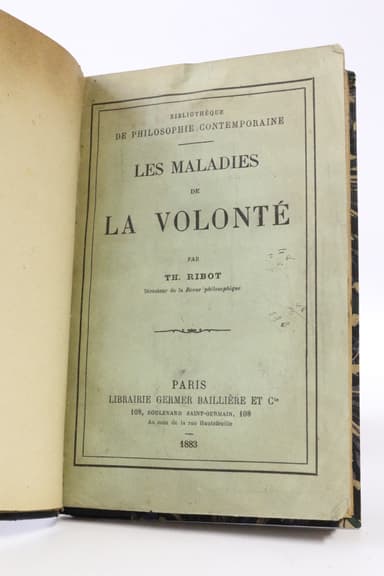 BIBLIOTHÈQUE
DE PHILOSOPHIE CONTEMPORAINE
LES MALADIES
DE
LA VOLONTÉ
PAR
TH. RIBOT
Directeur de la Revue philosophique
PARIS
LIBRAIRIE GERMER BAILLIÈRE ET Cie
108, BOULEVARD SAINT-GERMAIN, 108
Au coin de la rue Hautefeuille
1883